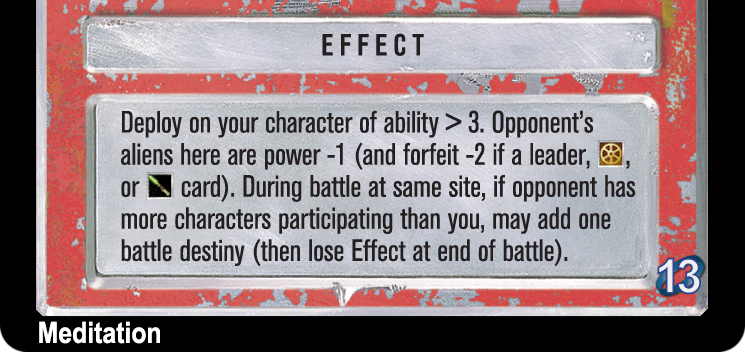 EFFECT
Deploy on your character of ability > 3. Opponent's
aliens here are power -1 (and forfeit -2 if a leader, ,
or card). During battle at same site, if opponent has
more characters participating than you, may add one
battle destiny (then lose Effect at end of battle).
13
Meditation